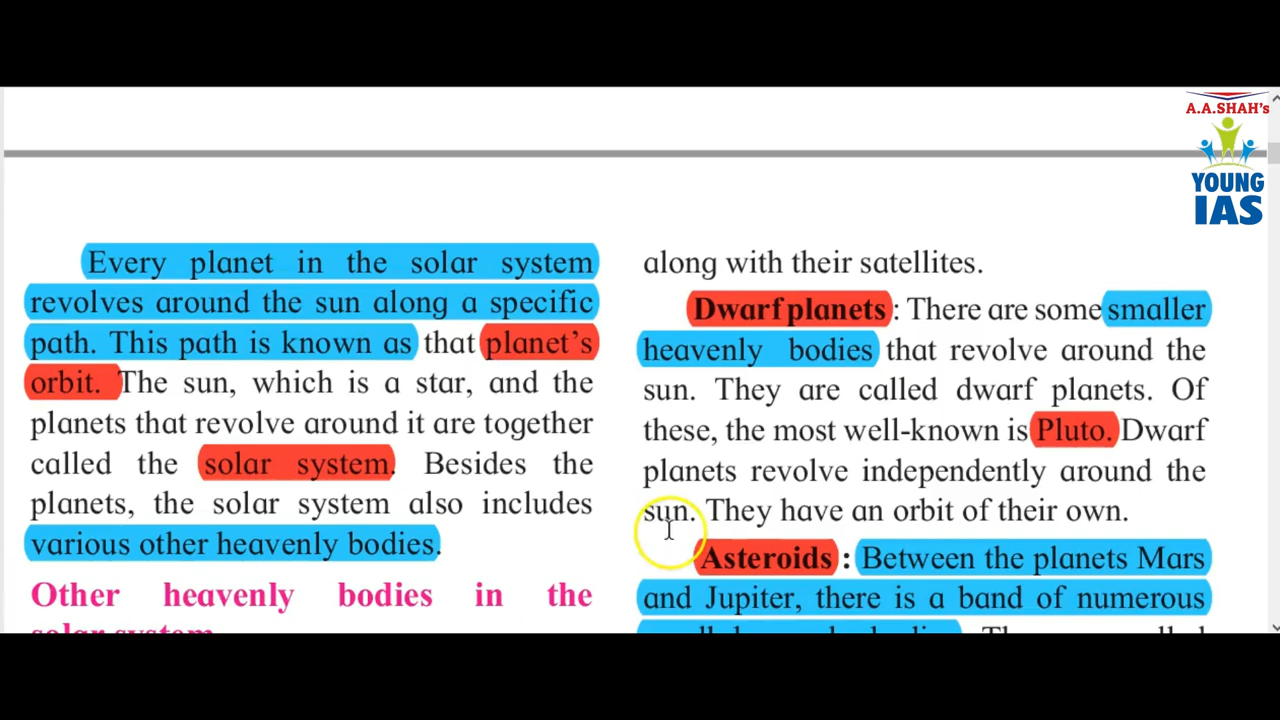 A.A.SHAH's
YOUNG
IAS
Every planet in the solar system
revolves around the sun along a specific
path. This path is known as that planet's
orbit. The sun, which is a star, and the
planets that revolve around it are together
called the solar system. Besides the
planets, the solar system also includes
various other heavenly bodies.
Other heavenly bodies in the
solar system
along with their satellites.
Dwarf planets : There are some smaller
heavenly bodies that revolve around the
sun. They are called dwarf planets. Of
these, the most well-known is Pluto. Dwarf
planets revolve independently around the
sun. They have an orbit of their own.
Asteroids : Between the planets Mars
and Jupiter, there is a band of numerous